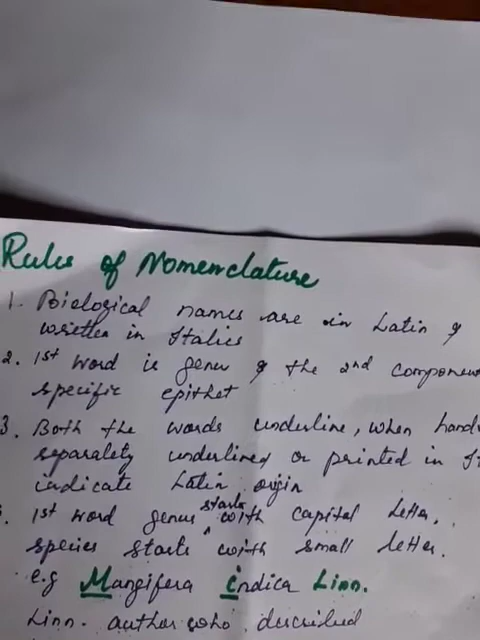 Rules of Nomenclature
1. Biological names are in Latin &
written in Italics
2. 1st word is genus & the 2nd componen
specific epithet
3. Both the words underline, when hand
separately underlined or printed in It
indicate Latin origin
1st word genus starts with capital letter.
species starts with small letter.
e.g Mangifera indica Linn.
Linn. author who described